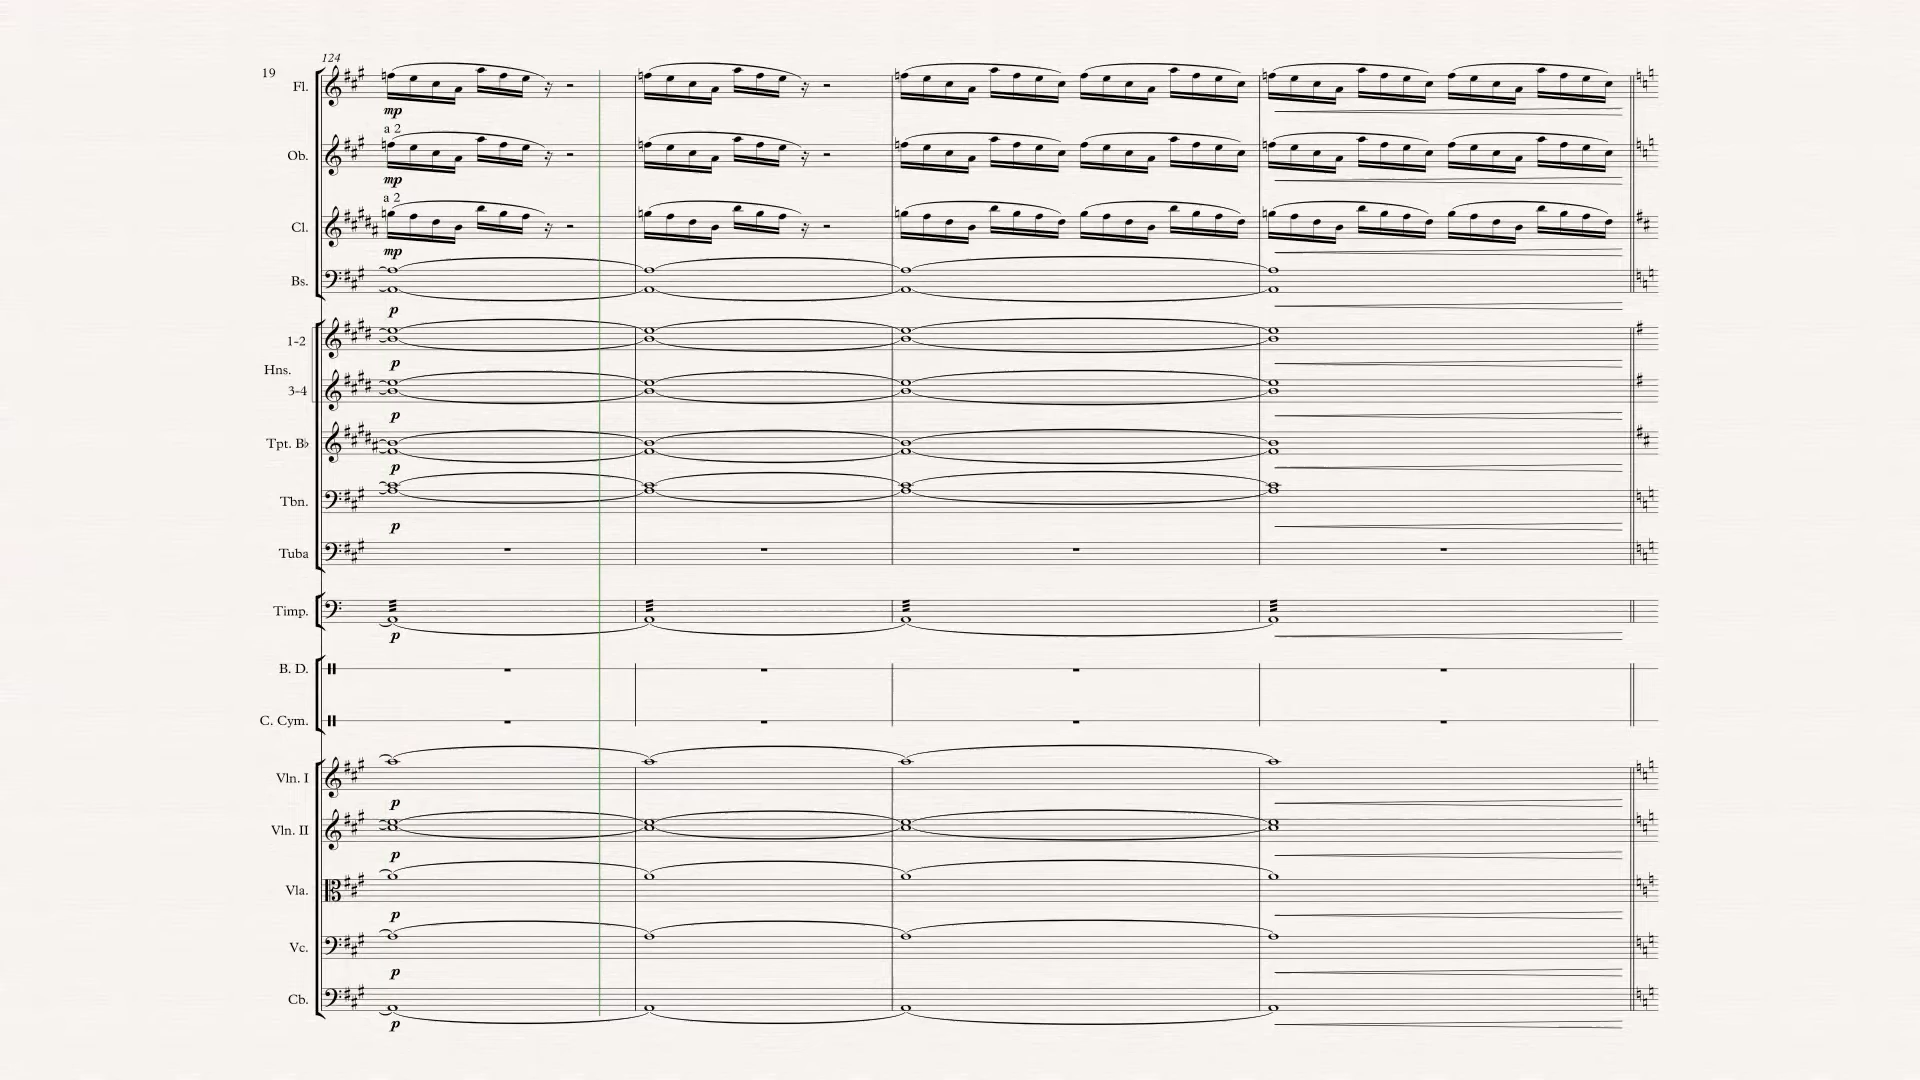 124
19
Fl.
mp
a 2
Ob.
mp
a 2
Cl.
mp
Bs.
p
1-2
p
Hns.
3-4
p
Tpt. B♭
p
Tbn.
p
Tuba
Timp.
p
B. D.
C. Cym.
Vln. I
p
Vln. II
p
Vla.
p
Vc.
p
Cb.
p